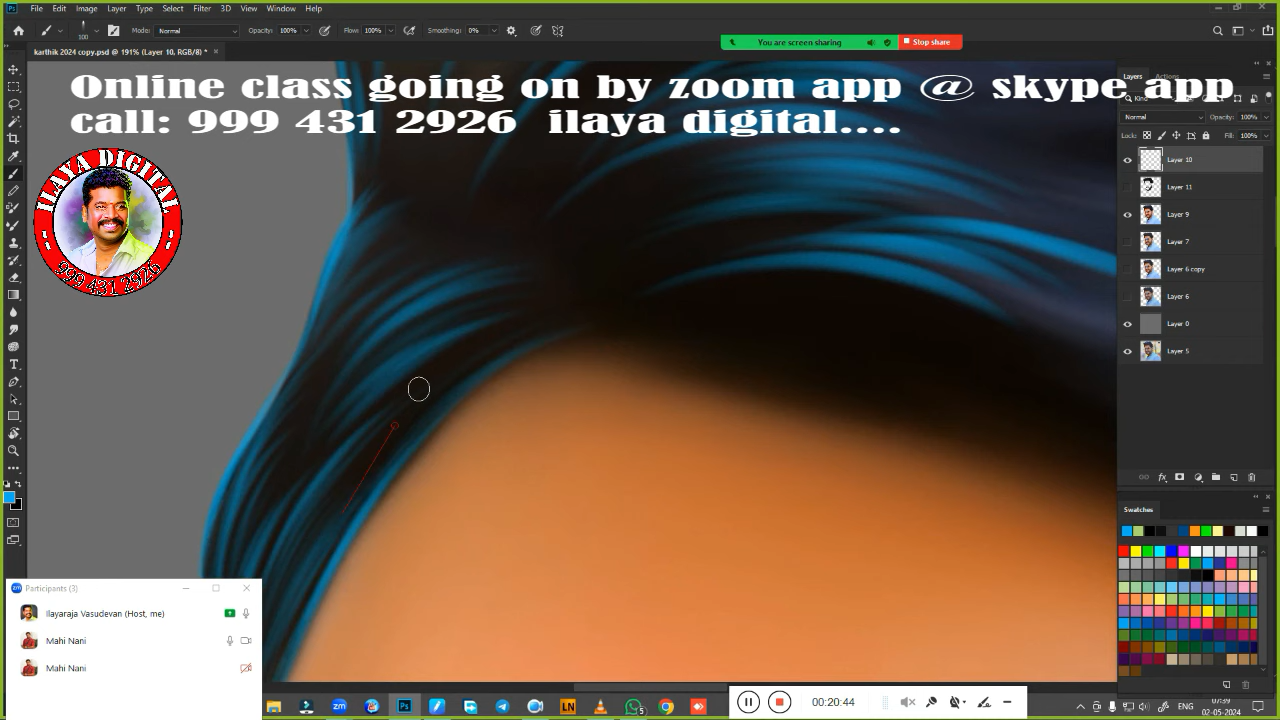 File Edit Image Layer Type Select Filter 3D View Window Help
Mode: Normal Opacity: 100% Flow: 100% Smoothing: 0%
100
You are screen sharing Stop share
karthik 2024 copy.psd @ 191% (Layer 10, RGB/8) *
Online class going on by zoom app @ skype app
call: 999 431 2926 ilaya digital....
ILAYA DIGITAL
999 431 2926
Layers Actions
Kind
Normal Opacity: 100%
Lock: Fill: 100%
Layer 10
Layer 11
Layer 9
Layer 7
Layer 6 copy
Layer 6
Layer 0
Layer 5
Swatches
Participants (3)
Ilayaraja Vasudevan (Host, me)
Mahi Nani
Mahi Nani
00:20:44
ENG
07:39
02-05-2024